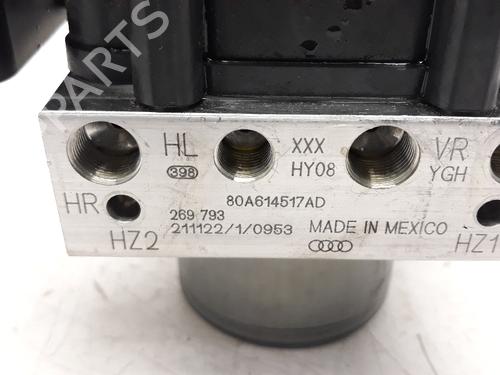 HL
XXX
VR
398
HY08
YGH
80A614517AD
HR
269 793
211122/1/0953
MADE IN MEXICO
HZ2
HZ1
B-PARTS